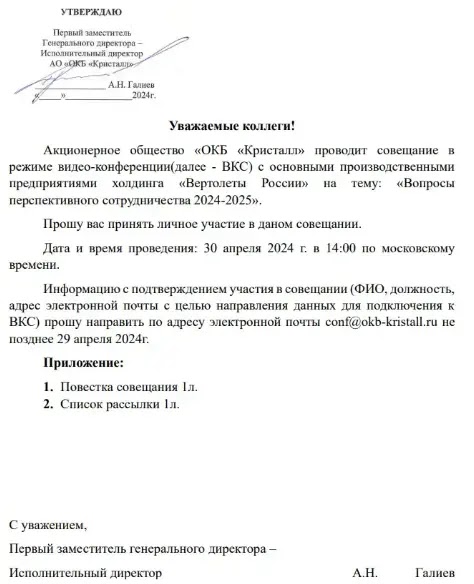 УТВЕРЖДАЮ
Первый заместитель
Генерального директора –
Исполнительный директор
АО «ОКБ «Кристалл»
______________ А.Н. Галиев
«_____»______________2024г.
Уважаемые коллеги!
Акционерное общество «ОКБ «Кристалл» проводит совещание в
режиме видео-конференции(далее - ВКС) с основными производственными
предприятиями холдинга «Вертолеты России» на тему: «Вопросы
перспективного сотрудничества 2024-2025».
Прошу вас принять личное участие в даном совещании.
Дата и время проведения: 30 апреля 2024 г. в 14:00 по московскому
времени.
Информацию с подтверждением участия в совещании (ФИО, должность,
адрес электронной почты с целью направления данных для подключения к
ВКС) прошу направить по адресу электронной почты conf@okb-kristall.ru не
позднее 29 апреля 2024г.
Приложение:
1. Повестка совещания 1л.
2. Список рассылки 1л.
С уважением,
Первый заместитель генерального директора –
Исполнительный директор А.Н. Галиев